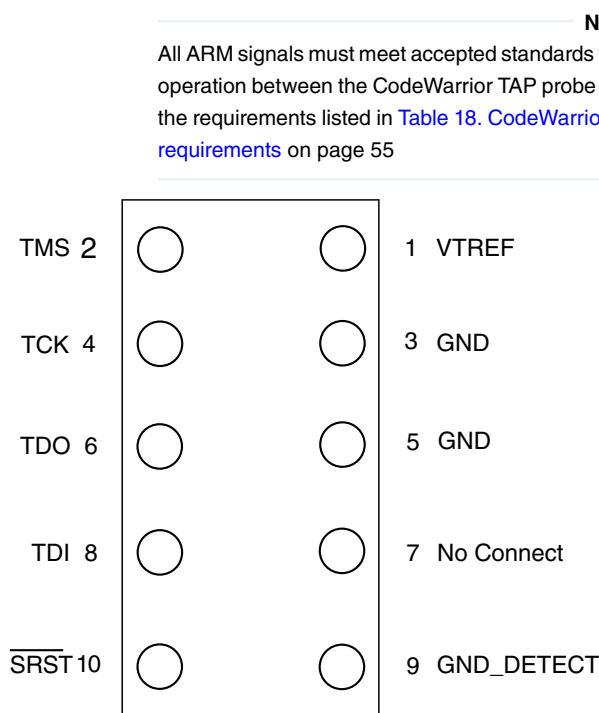 N
All ARM signals must meet accepted standards
operation between the CodeWarrior TAP probe
the requirements listed in Table 18. CodeWarrio
requirements on page 55
TMS 2
1 VTREF
TCK 4
3 GND
TDO 6
5 GND
TDI 8
7 No Connect
SRST 10
9 GND_DETECT